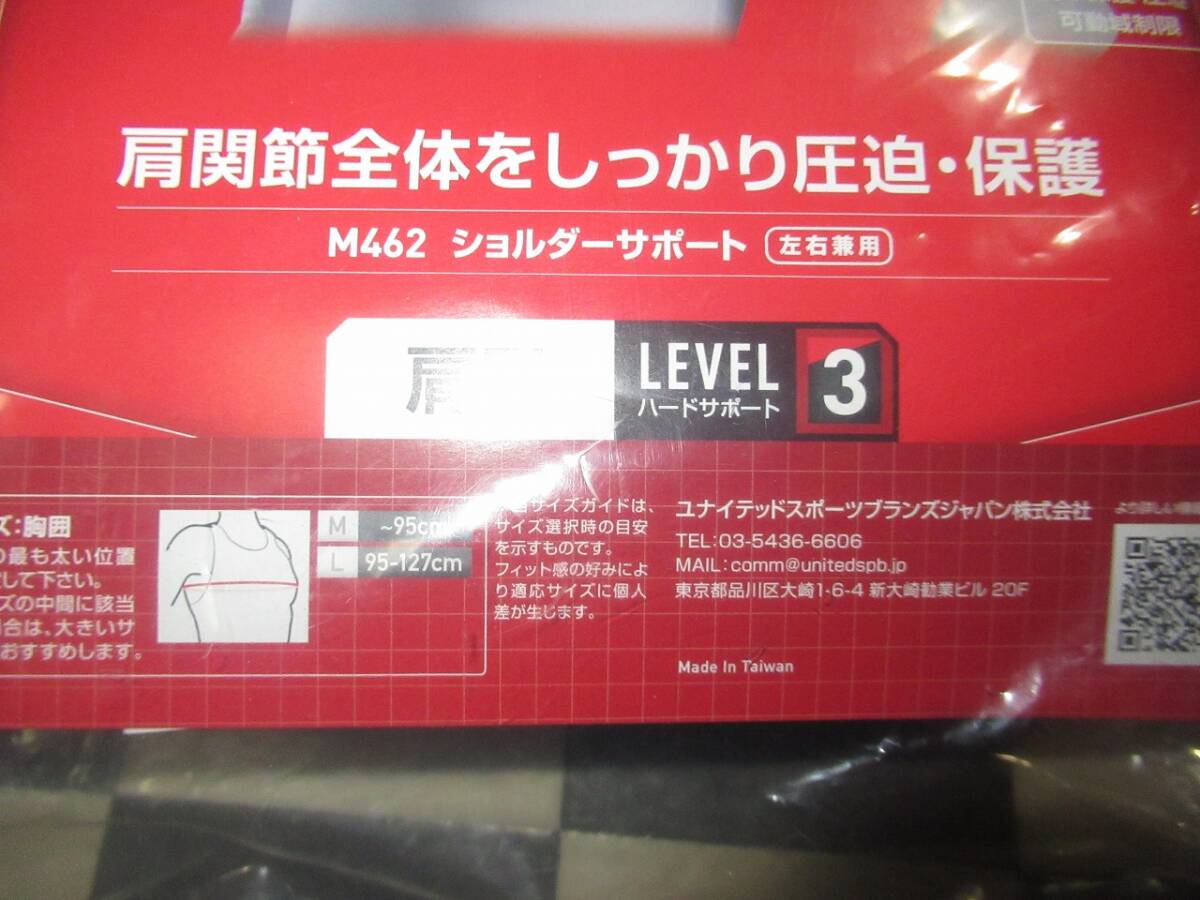 可動域制限
肩関節全体をしっかり圧迫・保護
M462 ショルダーサポート 左右兼用
肩
LEVEL 3
ハードサポート
ズ:胸囲
の最も太い位置
して下さい。
ズの中間に該当
場合は、大きいサ
おすすめします。
M ~95cm
L 95-127cm
サイズガイドは、
サイズ選択時の目安
を示すものです。
フィット感の好みによ
り適応サイズに個人
差が生じます。
ユナイテッドスポーツブランズジャパン株式会社
TEL:03-5436-6606
MAIL:comm@unitedspb.jp
東京都品川区大崎1-6-4 新大崎勧業ビル 20F
Made In Taiwan
より詳しい